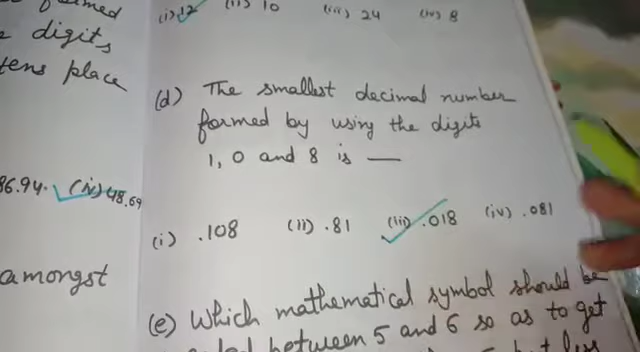 digits,
tens place
86.94. (iv) 48.69
amongst
(i) 12 (ii) 10 (iii) 24 (iv) 8
(d) The smallest decimal number
formed by using the digits
1, 0 and 8 is —
(i) .108 (ii) .81 (iii) .018 (iv) .081
(e) Which mathematical symbol should be
between 5 and 6 so as to get